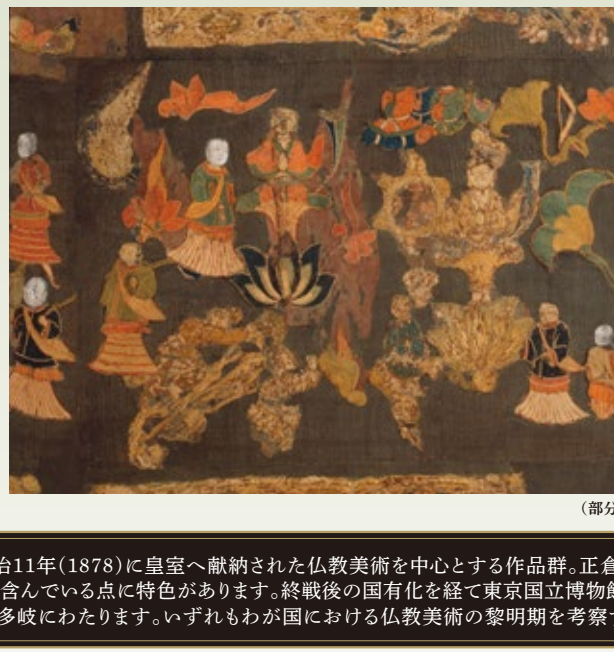 (部分
治11年(1878)に皇室へ献納された仏教美術を中心とする作品群。正倉
含んでいる点に特色があります。終戦後の国有化を経て東京国立博物館
多岐にわたります。いずれもわが国における仏教美術の黎明期を考察